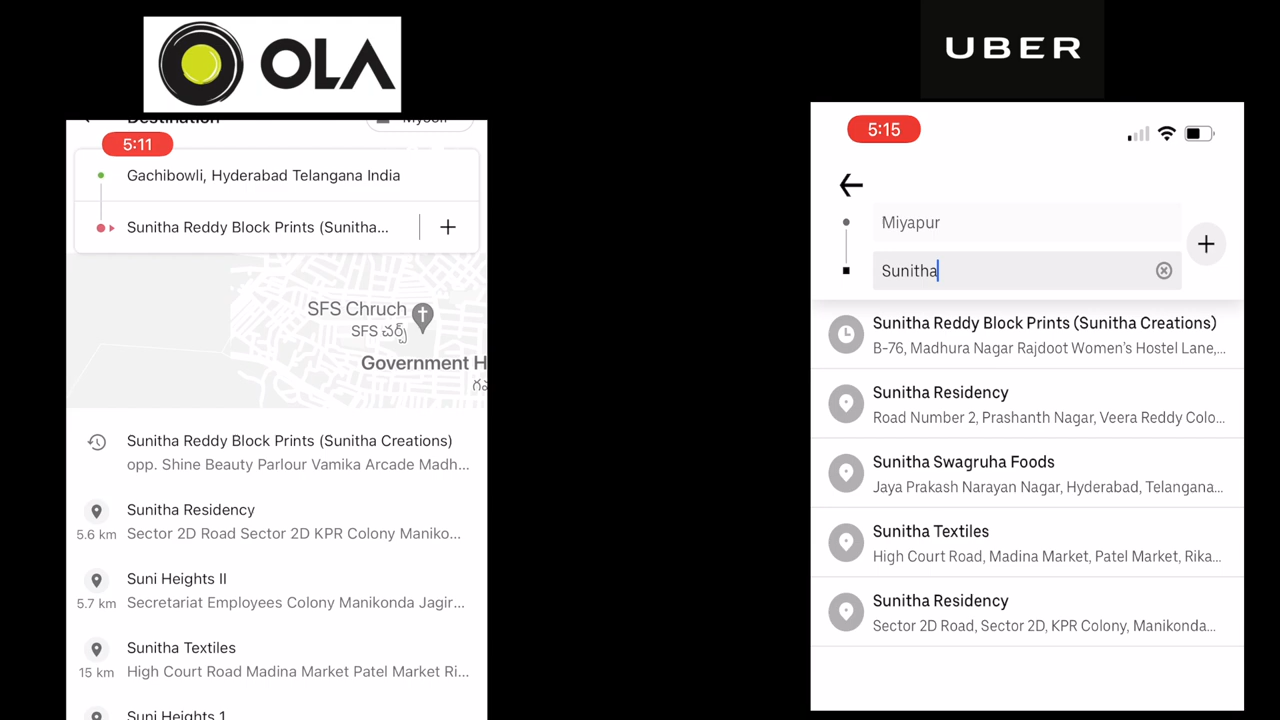 OLA
Destination
Myself
5:11
Gachibowli, Hyderabad Telangana India
Sunitha Reddy Block Prints (Sunitha...
SFS Chruch
SFS చర్చ్
Government H
Sunitha Reddy Block Prints (Sunitha Creations)
opp. Shine Beauty Parlour Vamika Arcade Madh...
Sunitha Residency
5.6 km Sector 2D Road Sector 2D KPR Colony Maniko...
Suni Heights II
5.7 km Secretariat Employees Colony Manikonda Jagir...
Sunitha Textiles
15 km High Court Road Madina Market Patel Market Ri...
Suni Heights 1
UBER
5:15
Miyapur
Sunitha
Sunitha Reddy Block Prints (Sunitha Creations)
B-76, Madhura Nagar Rajdoot Women's Hostel Lane,...
Sunitha Residency
Road Number 2, Prashanth Nagar, Veera Reddy Colo...
Sunitha Swagruha Foods
Jaya Prakash Narayan Nagar, Hyderabad, Telangana...
Sunitha Textiles
High Court Road, Madina Market, Patel Market, Rika...
Sunitha Residency
Sector 2D Road, Sector 2D, KPR Colony, Manikonda...